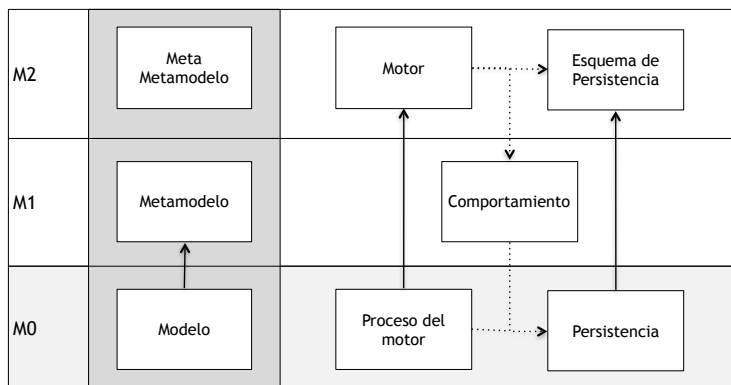 M2
Meta
Metamodelo
Motor
Esquema de
Persistencia
M1
Metamodelo
Comportamiento
M0
Modelo
Proceso del
motor
Persistencia